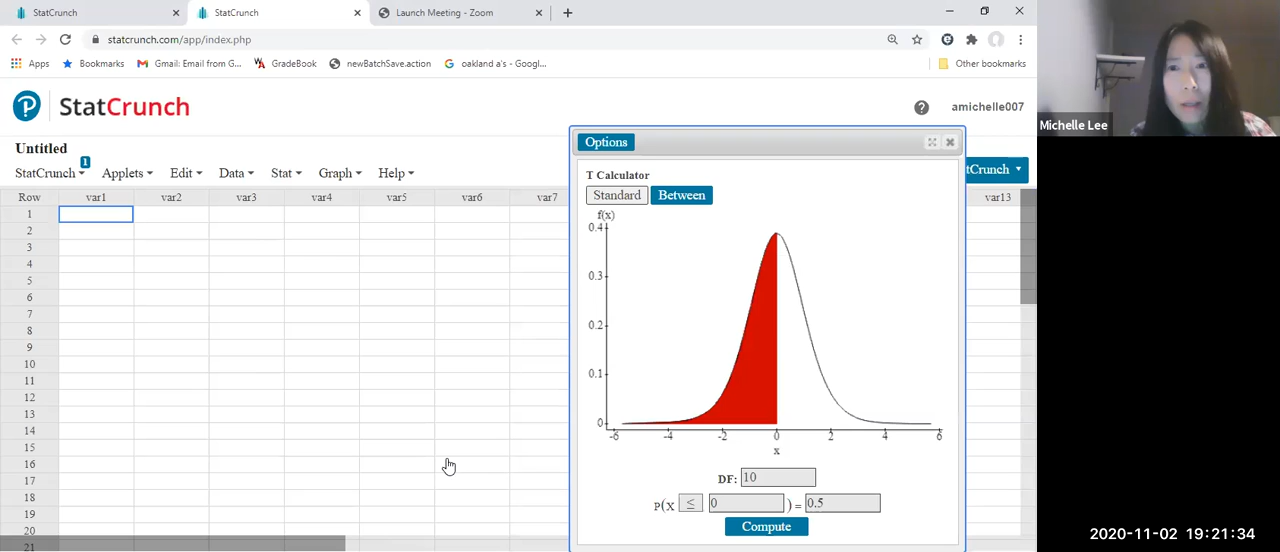 StatCrunch
StatCrunch
Launch Meeting - Zoom
statcrunch.com/app/index.php
Apps
Bookmarks
Gmail: Email from G...
GradeBook
newBatchSave.action
oakland a's - Googl...
Other bookmarks
StatCrunch
amichelle007
Michelle Lee
Untitled
Options
1
StatCrunch
Applets
Edit
Data
Stat
Graph
Help
tCrunch
T Calculator
Row
var1
var2
var3
var4
var5
var6
var7
var13
Standard
Between
1
2
3
4
5
6
7
8
9
10
11
12
13
14
15
16
17
18
19
20
21
f(x)
0.4
0.3
0.2
0.1
0
-6
-4
-2
0
2
4
6
x
DF: 10
P(X ≤ 0 ) = 0.5
Compute
2020-11-02 19:21:34